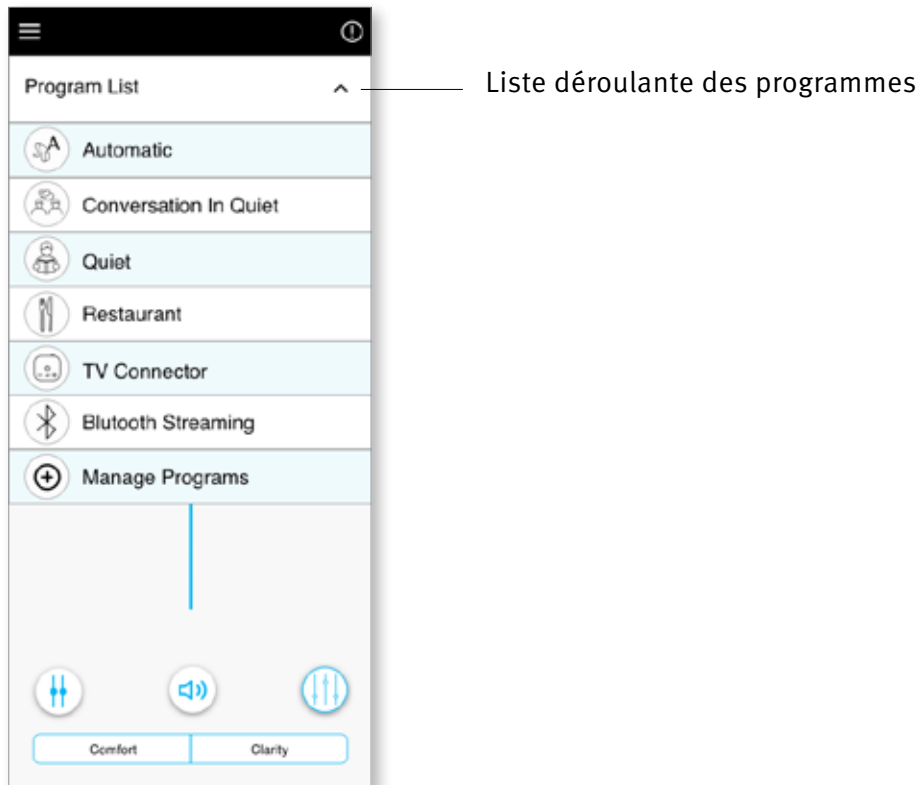 Program List
Liste déroulante des programmes
Automatic
Conversation In Quiet
Quiet
Restaurant
TV Connector
Blutooth Streaming
Manage Programs
Comfort Clarity